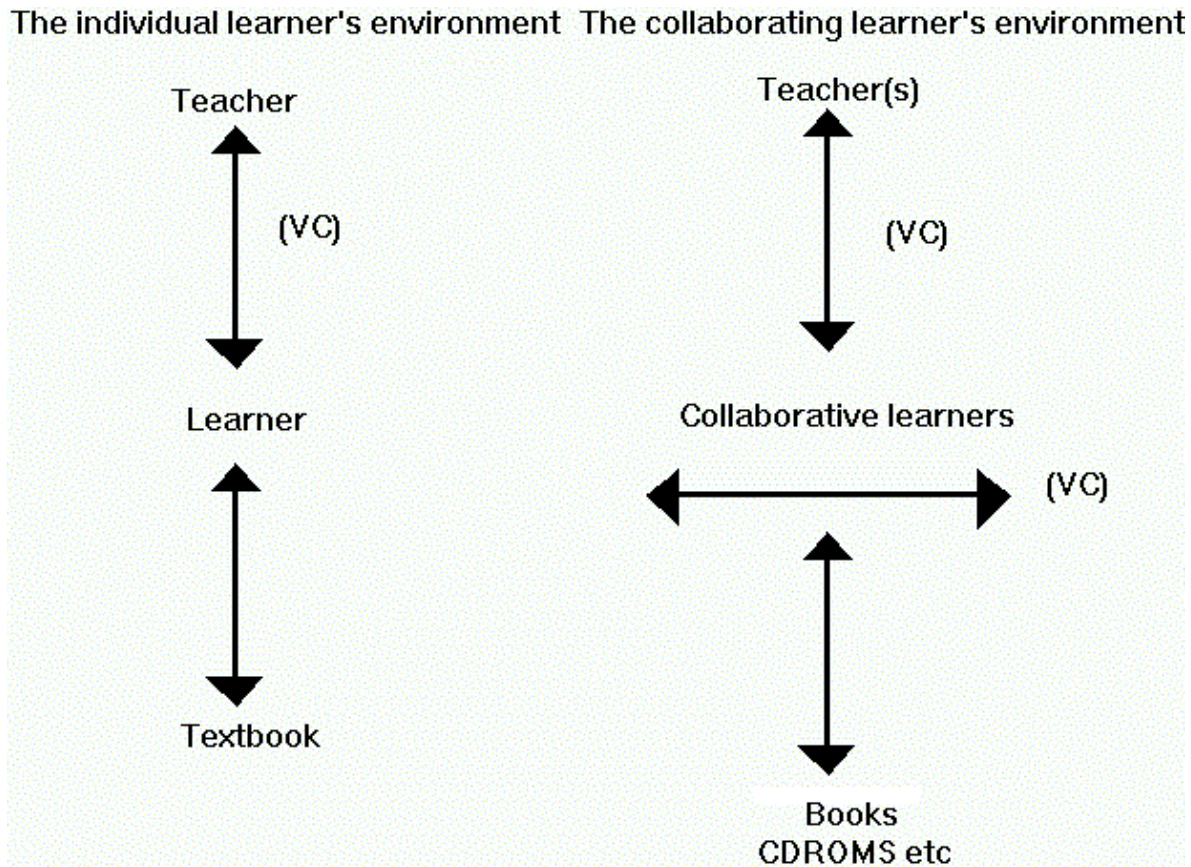 The individual learner's environment
Teacher
(VC)
Learner
Textbook
The collaborating learner's environment
Teacher(s)
(VC)
Collaborative learners
(VC)
Books
CDROMS etc